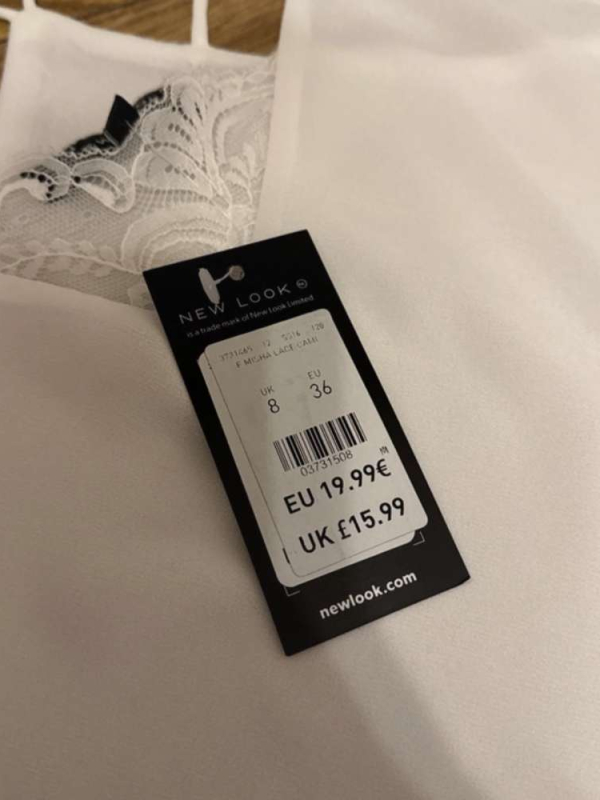 NEW LOOK
is a trade mark of New Look Limited
F MISHA LACE CAMI
UK EU
8 36
03731508
EU 19.99€
UK £15.99
newlook.com